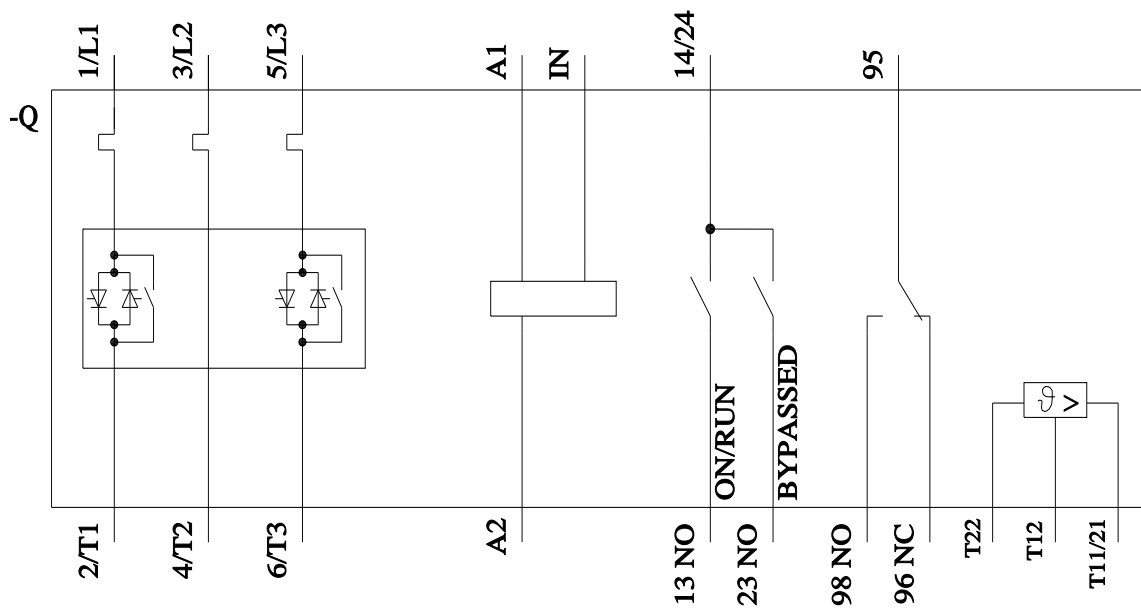 1/L1
3/L2
5/L3
A1
IN
14/24
95
-Q
ON/RUN
BYPASSED
ϑ >
2/T1
4/T2
6/T3
A2
13 NO
23 NO
98 NO
96 NC
T22
T12
T11/21